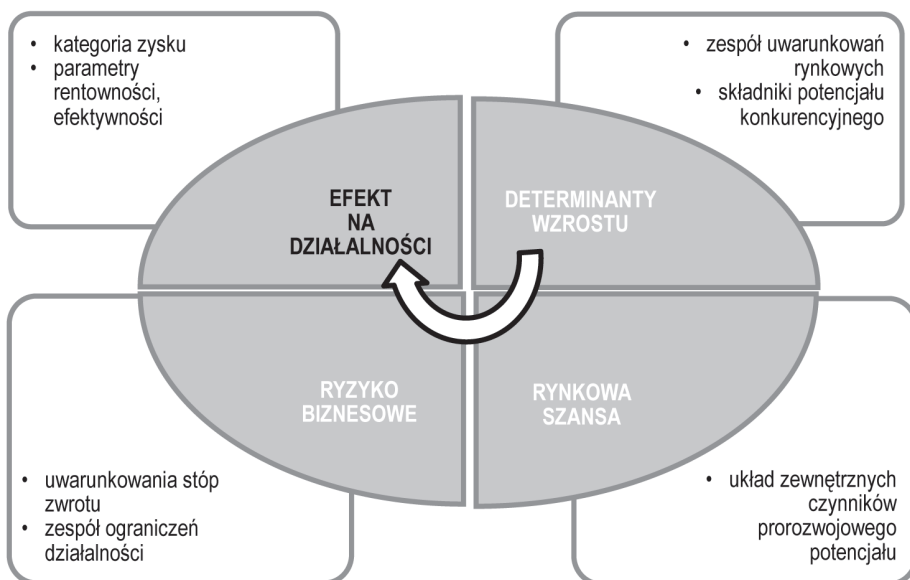 • kategoria zysku
• parametry
rentowności,
efektywności
• zespół uwarunkowań
rynkowych
• składniki potencjału
konkurencyjnego
EFEKT
NA
DZIAŁALNOŚCI
DETERMINANTY
WZROSTU
RYZYKO
BIZNESOWE
RYNKOWA
SZANSA
• uwarunkowania stóp
zwrotu
• zespół ograniczeń
działalności
• układ zewnętrznych
czynników
prorozwojowego
potencjału